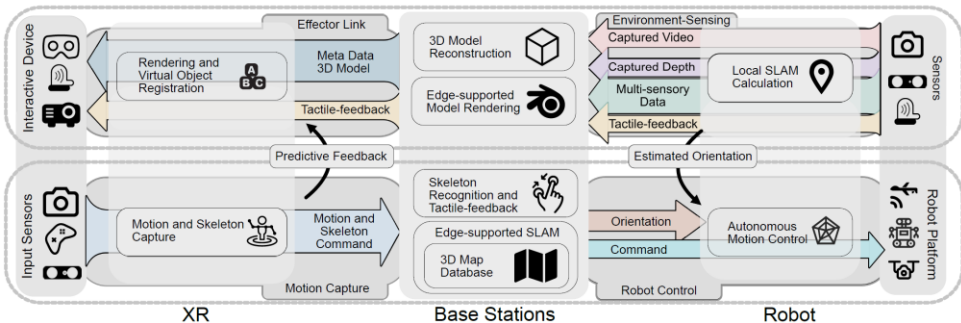 Effector Link
Environment-Sensing
Interactive Device
Rendering and
Virtual Object
Registration
A
B C
Meta Data
3D Model
Tactile-feedback
3D Model
Reconstruction
Edge-supported
Model Rendering
Captured Video
Captured Depth
Multi-sensory
Data
Tactile-feedback
Local SLAM
Calculation
Sensors
Predictive Feedback
Estimated Orientation
Input Sensors
Motion and Skeleton
Capture
Motion and
Skeleton
Command
Skeleton
Recognition and
Tactile-feedback
Edge-supported SLAM
3D Map
Database
Orientation
Command
Autonomous
Motion Control
Robot Platform
Motion Capture
Robot Control
XR
Base Stations
Robot